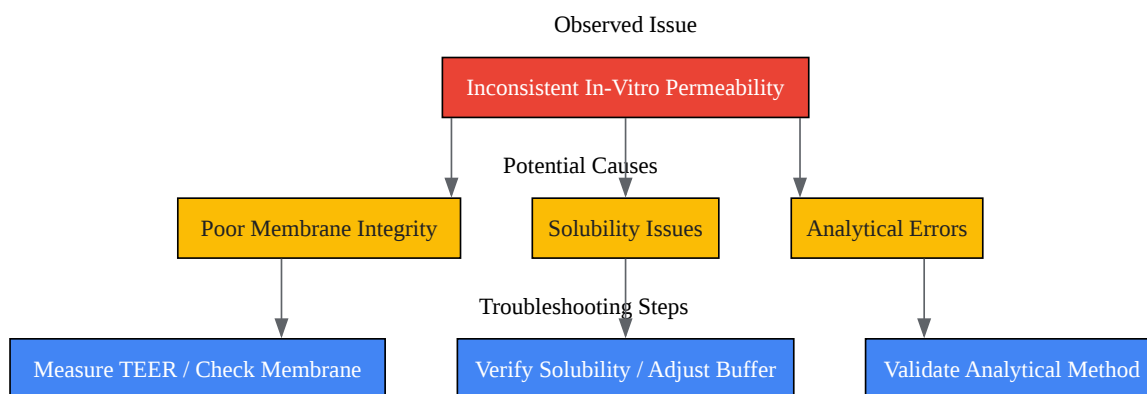 Observed Issue
Inconsistent In-Vitro Permeability
Potential Causes
Poor Membrane Integrity
Solubility Issues
Analytical Errors
Troubleshooting Steps
Measure TEER / Check Membrane
Verify Solubility / Adjust Buffer
Validate Analytical Method